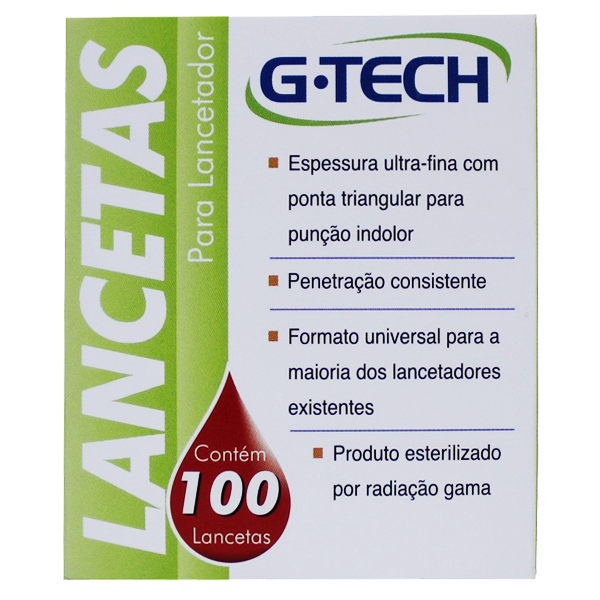 LANCETAS
Para Lancetador
G·TECH
Espessura ultra-fina com
ponta triangular para
punção indolor
Penetração consistente
Formato universal para a
maioria dos lancetadores
existentes
Produto esterilizado
por radiação gama
Contém
100
Lancetas